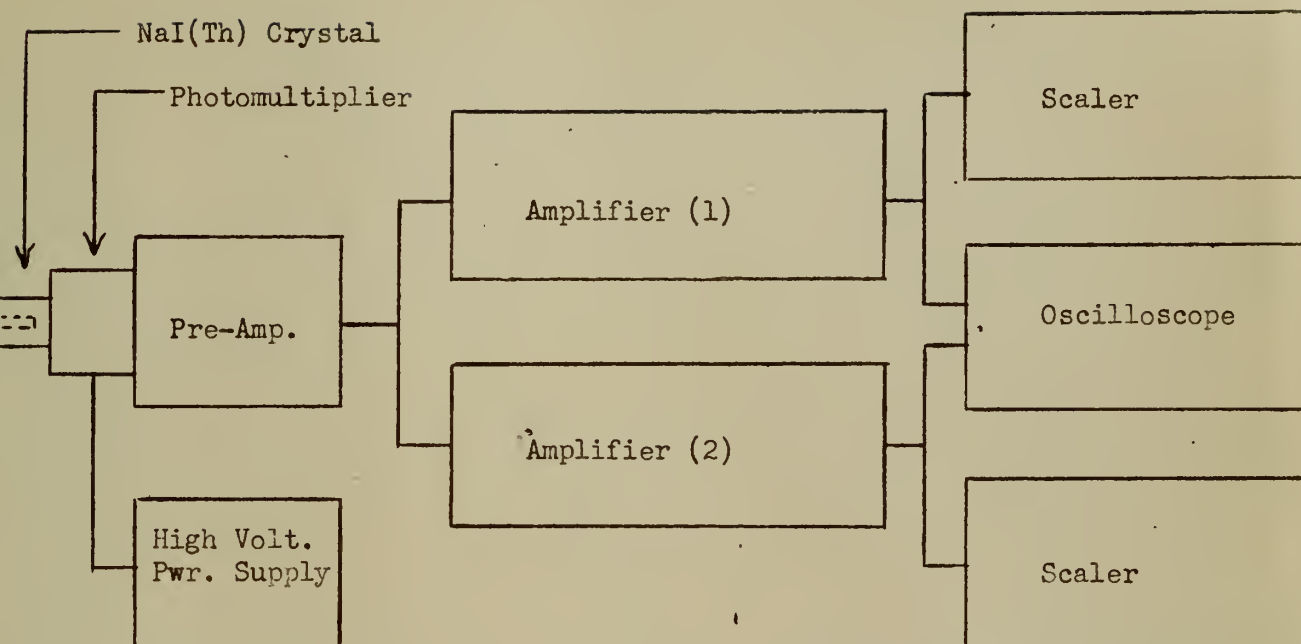 NaI(Th) Crystal
Photomultiplier
Scaler
Amplifier (1)
Pre-Amp.
Oscilloscope
Amplifier (2)
High Volt.
Pwr. Supply
Scaler